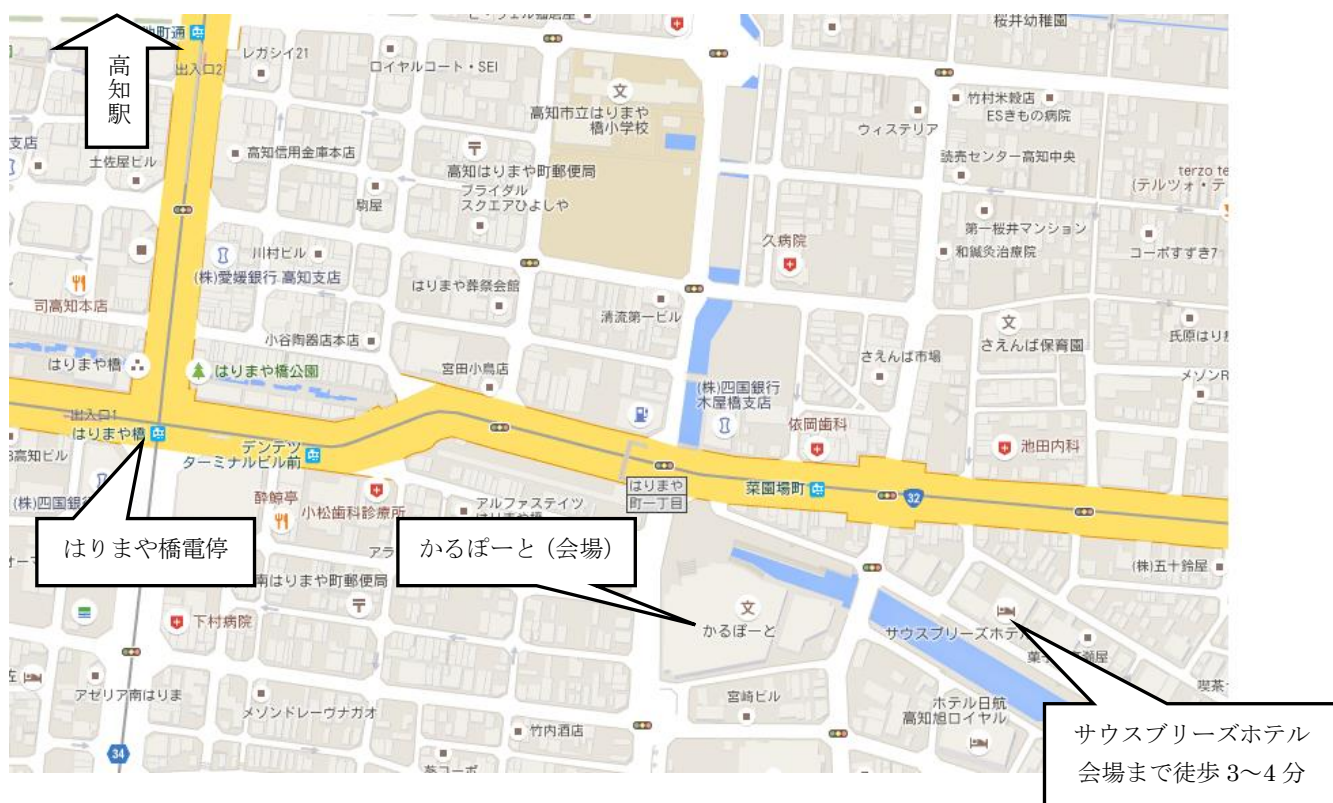 高知駅
レガシイ21
出入口2
ロイヤルコート・SEI
桜井幼稚園
高知市立はりまや
橋小学校
竹村米穀店
ESきもの病院
ウィステリア
支店
土佐屋ビル
高知信用金庫本店
高知はりまや町郵便局
読売センター高知中央
terzo te
(テルツォ・テ
ブライダル
スクエアひよしや
駒屋
第一桜井マンション
久病院
和鍼灸治療院
コーポすずき7
川村ビル
(株)愛媛銀行 高知支店
はりまや葬祭会館
司高知本店
清流第一ビル
小谷陶器店本店
さえんば保育園
さえんば市場
はりまや橋
はりまや橋公園
宮田小鳥店
メゾンR
(株)四国銀行
木屋橋支店
出入口1
はりまや橋
依岡歯科
池田内科
デンテツ
ターミナルビル前
はりまや
町一丁目
菜園場町
32
酔鯨亭
小松歯科診療所
アルファステイツ
はりまや橋電停
かるぽーと(会場)
(株)五十鈴屋
南はりまや町郵便局
下村病院
かるぽーと
サウスブリーズホテル
アゼリア南はりま
メゾンドレーヴナガオ
宮崎ビル
ホテル日航
高知旭ロイヤル
竹内酒店
34
サウスブリーズホテル
会場まで徒歩 3~4 分